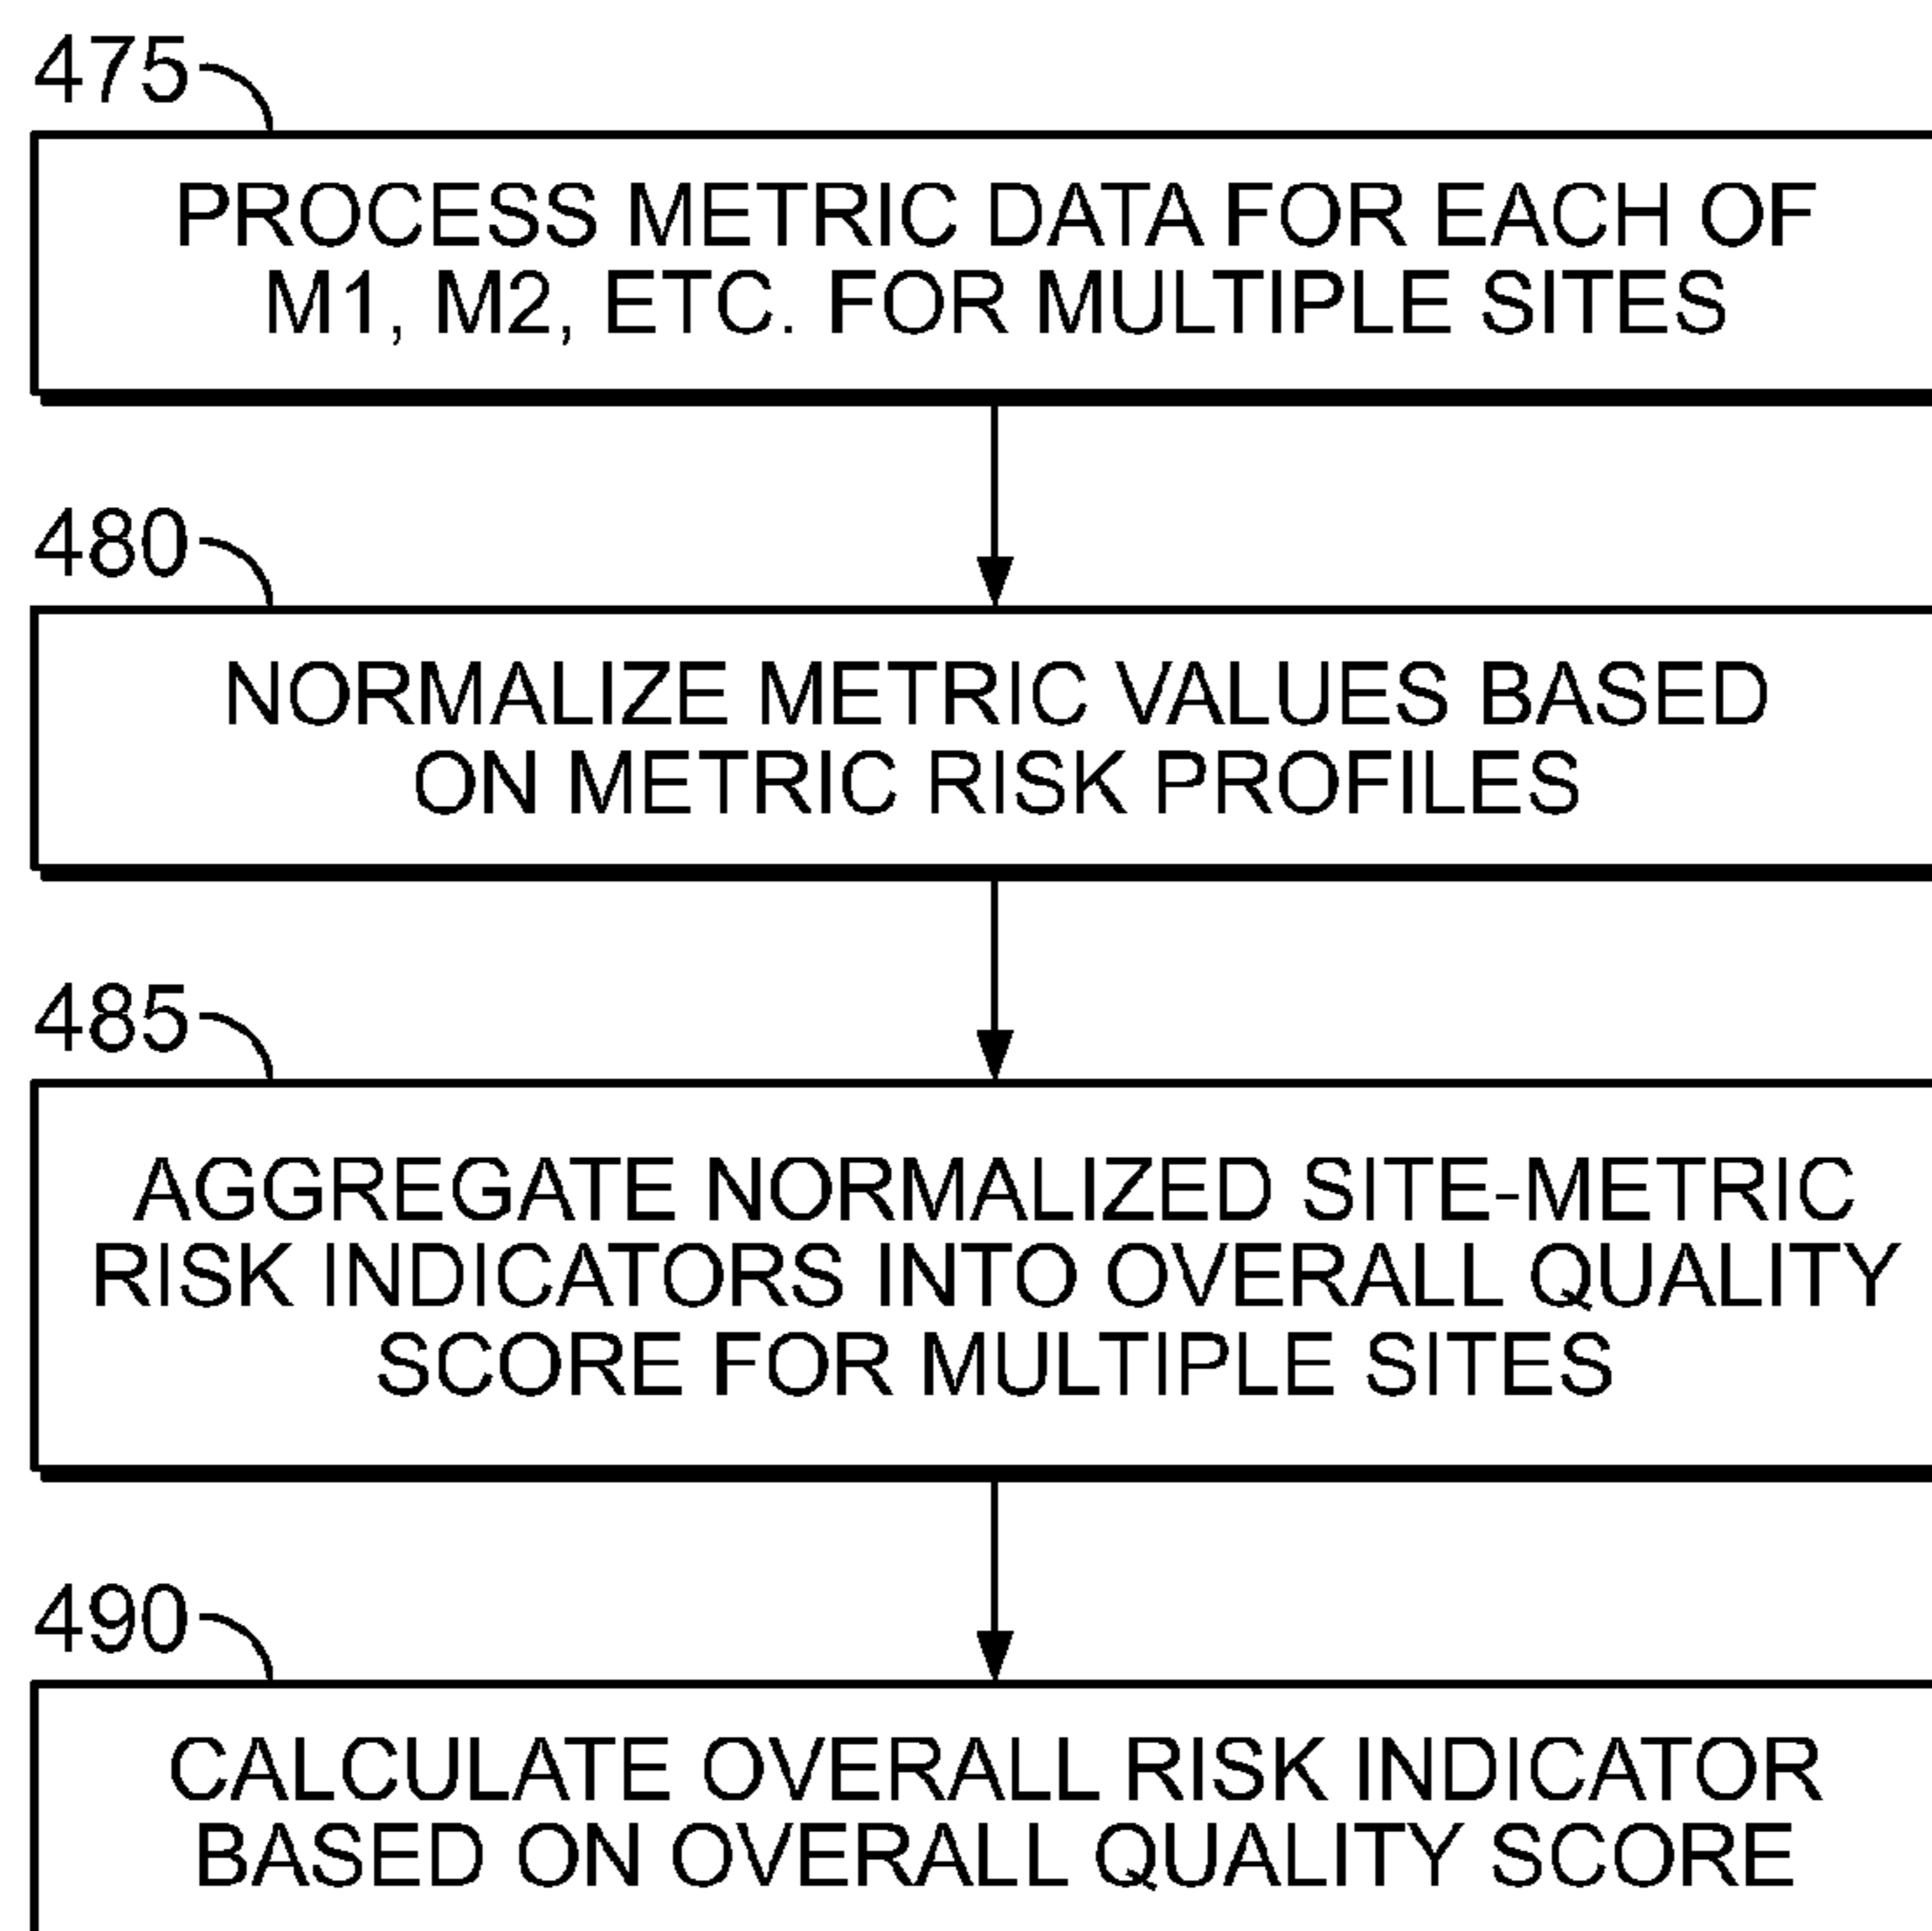 475
PROCESS METRIC DATA FOR EACH OF
M1, M2, ETC. FOR MULTIPLE SITES
480
NORMALIZE METRIC VALUES BASED
ON METRIC RISK PROFILES
485
AGGREGATE NORMALIZED SITE-METRIC
RISK INDICATORS INTO OVERALL QUALITY
SCORE FOR MULTIPLE SITES
490
CALCULATE OVERALL RISK INDICATOR
BASED ON OVERALL QUALITY SCORE